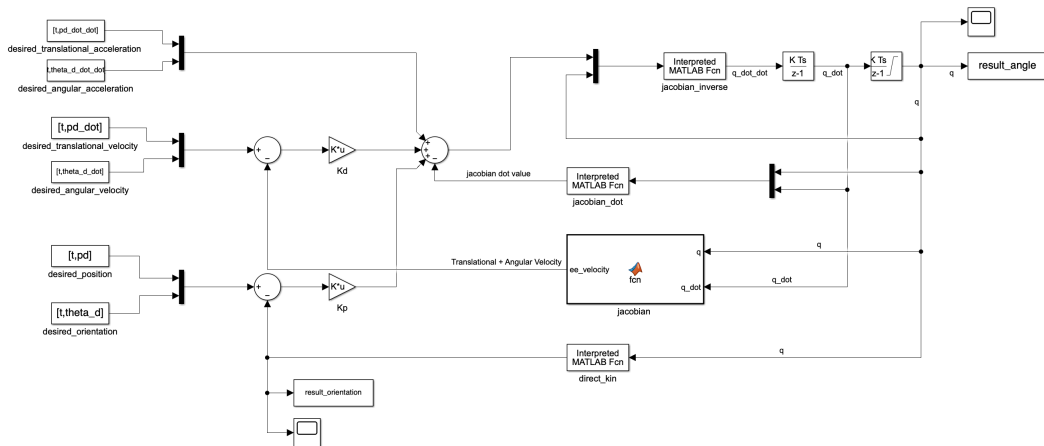 [t,pd_dot_dot]
desired_translational_acceleration
t,theta_d_dot_dot
desired_angular_acceleration
[t,pd_dot]
desired_translational_velocity
[t,theta_d_dot]
desired_angular_velocity
[t,pd]
desired_position
[t,theta_d]
desired_orientation
+
−
K*u
Kd
+
−
K*u
Kp
+
+
+
−
Interpreted
MATLAB Fcn
jacobian_inverse
q_dot_dot
K Ts
z-1
q_dot
K Ts
z-1
q
q
result_angle
jacobian dot value
Interpreted
MATLAB Fcn
jacobian_dot
Translational + Angular Velocity
ee_velocity
fcn
q
q_dot
jacobian
q
q_dot
Interpreted
MATLAB Fcn
direct_kin
q
result_orientation